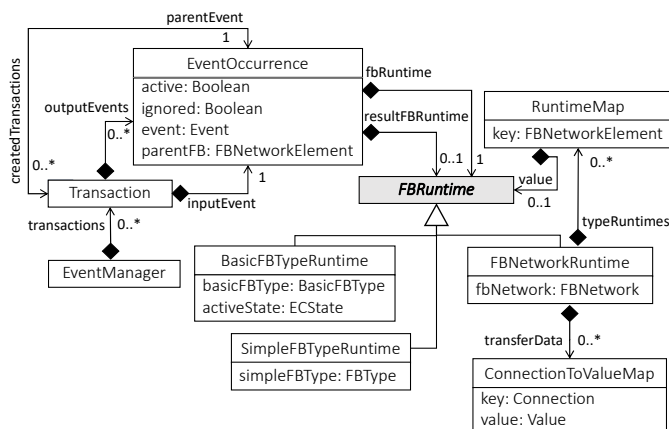 parentEvent
1
createdTransactions
0..*
EventOccurrence
active: Boolean
ignored: Boolean
event: Event
parentFB: FBNetworkElement
fbRuntime
1
resultFBRuntime
0..1
outputEvents
0..*
Transaction
inputEvent
1
transactions
0..*
EventManager
FBRuntime
RuntimeMap
key: FBNetworkElement
value
0..1
0..*
typeRuntimes
BasicFBTypeRuntime
basicFBType: BasicFBType
activeState: ECState
FBNetworkRuntime
fbNetwork: FBNetwork
SimpleFBTypeRuntime
simpleFBType: FBType
transferData
0..*
ConnectionToValueMap
key: Connection
value: Value